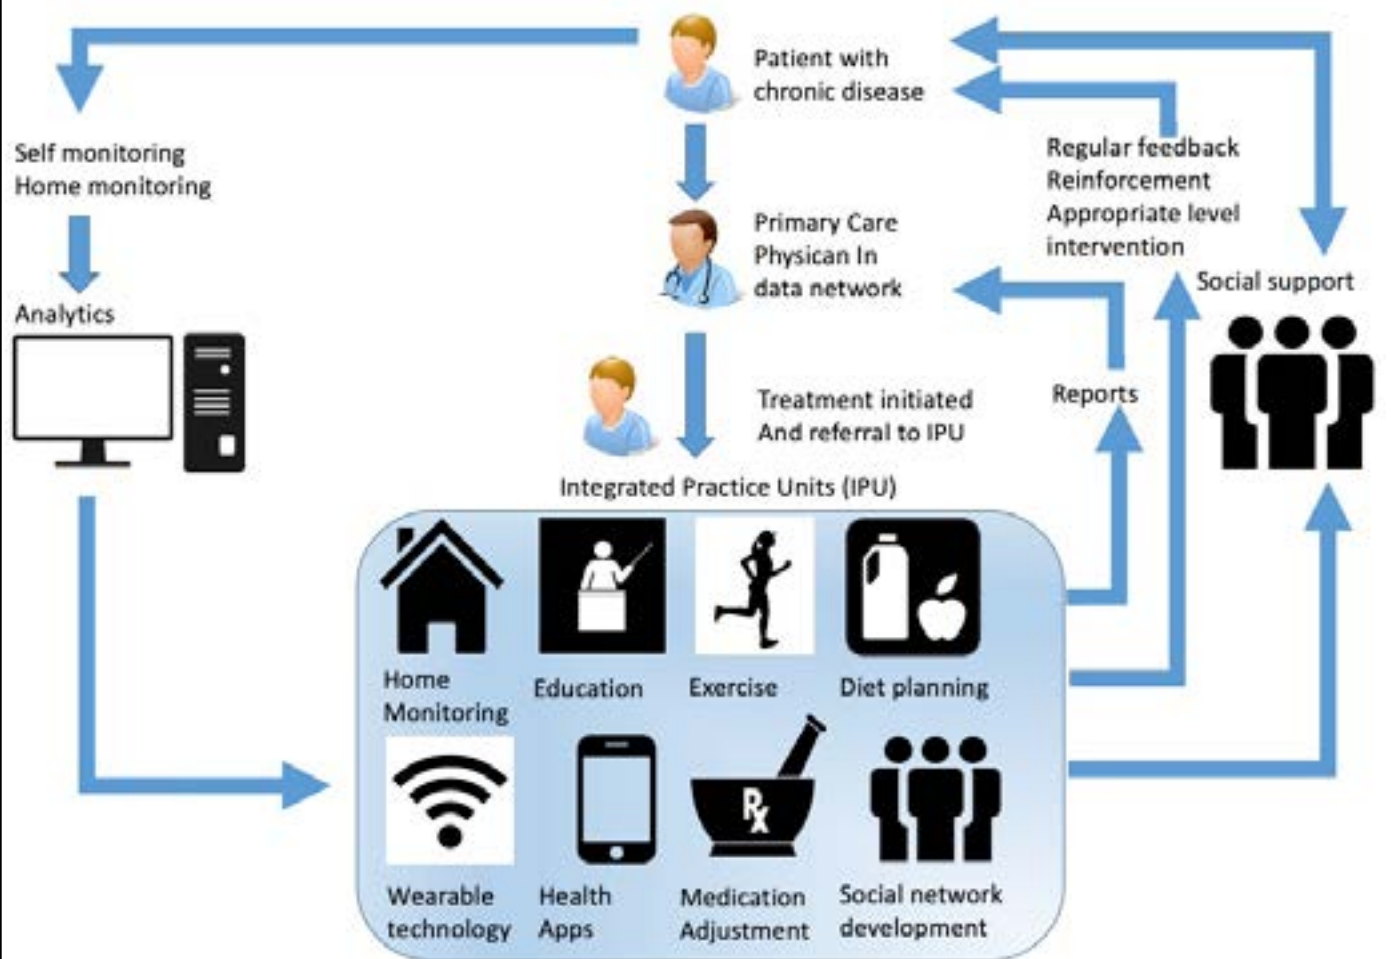 Patient with
chronic disease
Self monitoring
Home monitoring
Regular feedback
Reinforcement
Appropriate level
intervention
Primary Care
Physican In
data network
Social support
Analytics
Reports
Treatment initiated
And referral to IPU
Integrated Practice Units (IPU)
Home
Monitoring
Education
Exercise
Diet planning
Rx
Wearable
technology
Health
Apps
Medication
Adjustment
Social network
development